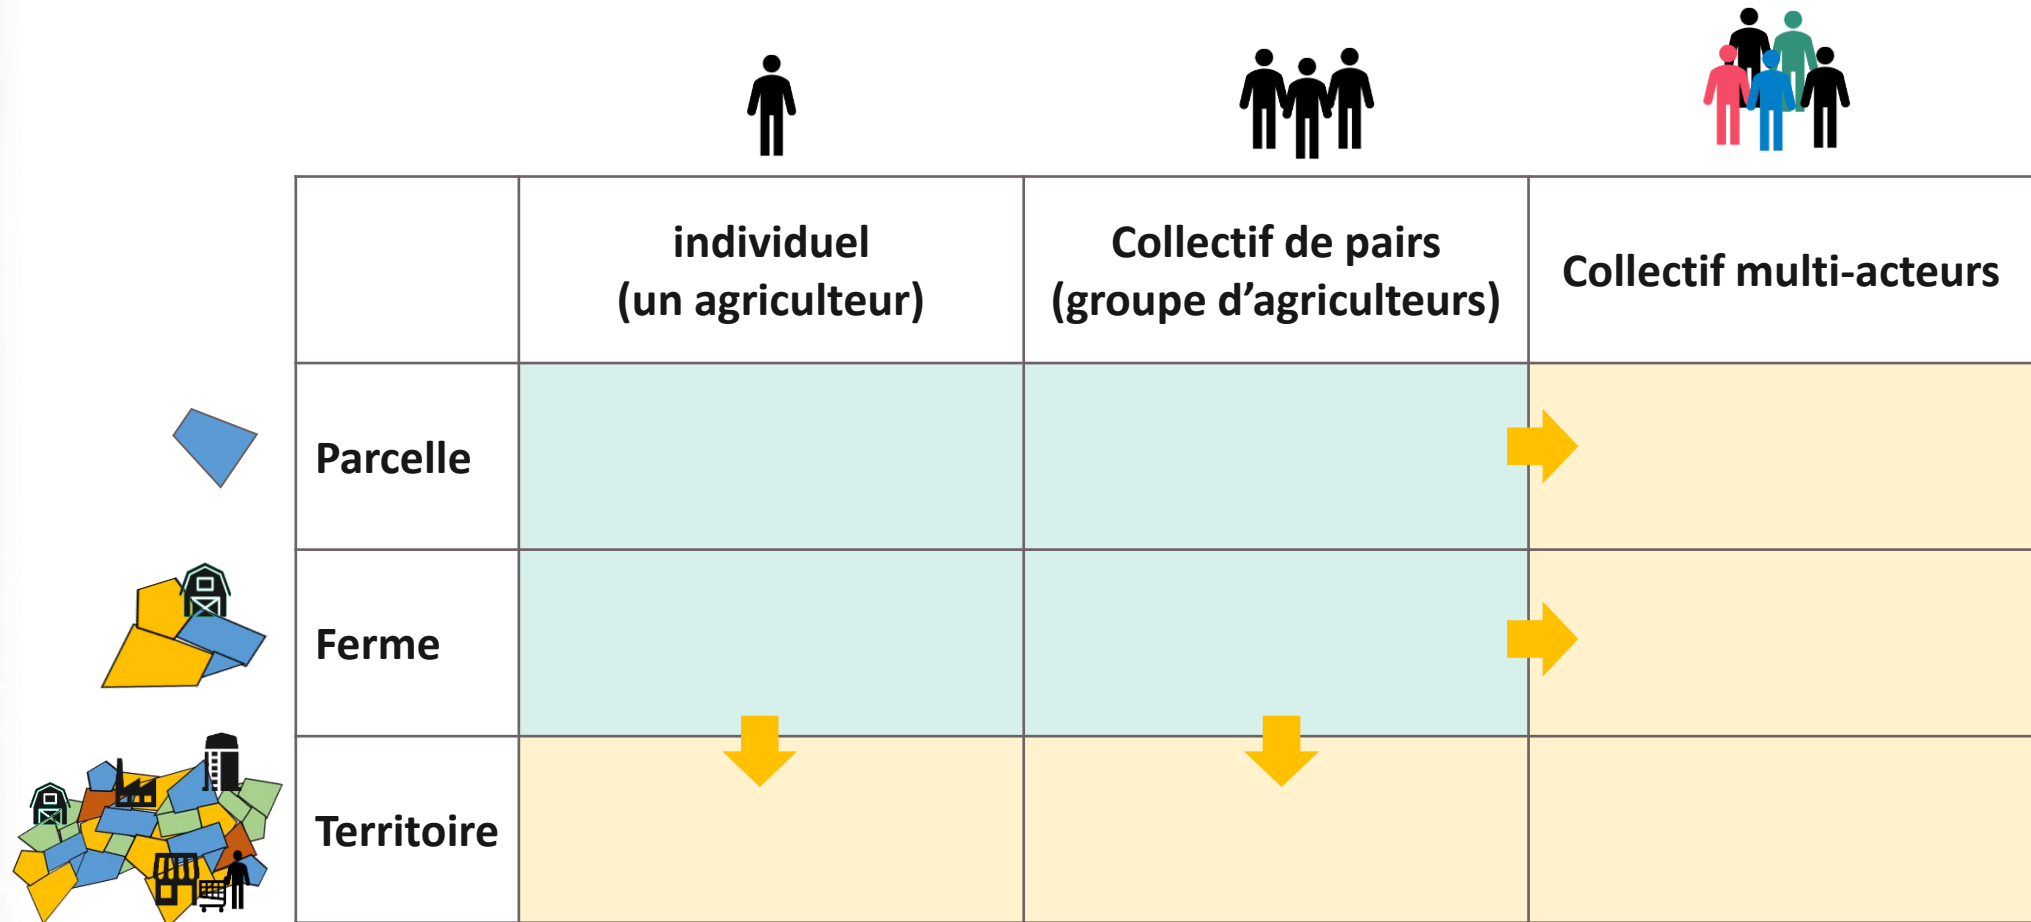 individuel
(un agriculteur)
Collectif de pairs
(groupe d’agriculteurs)
Collectif multi-acteurs
Parcelle
Ferme
Territoire